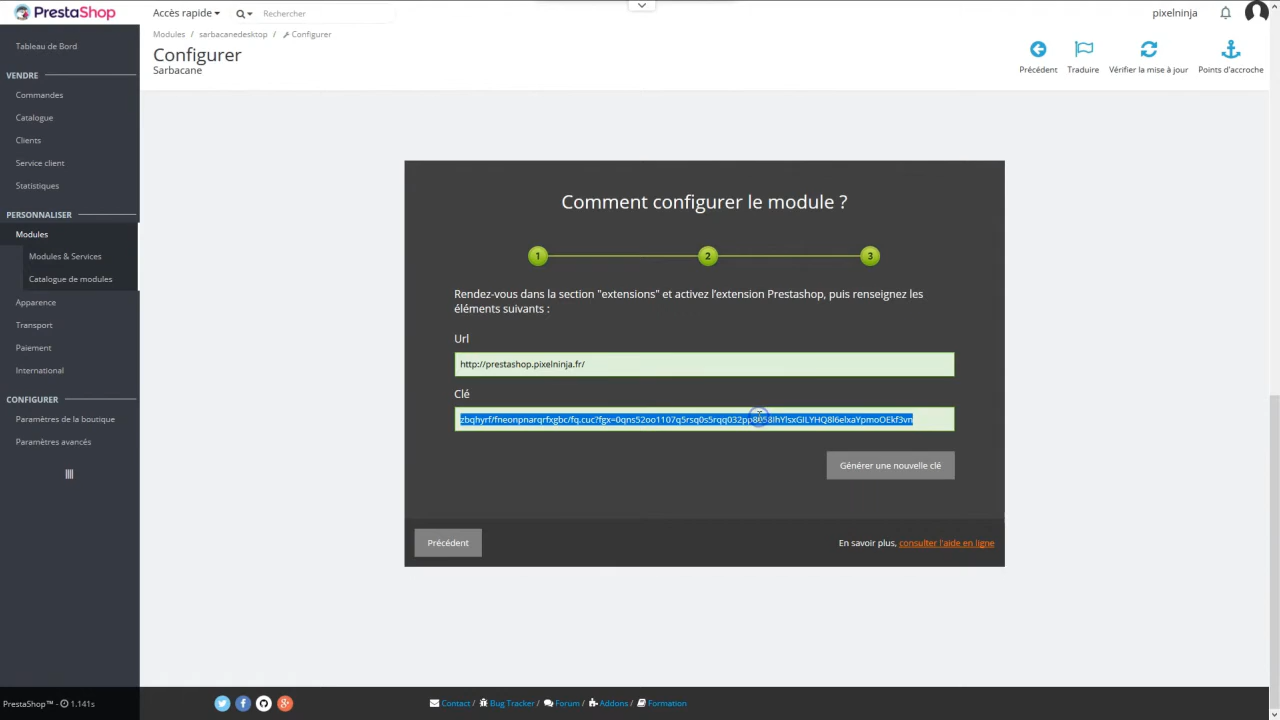 PrestaShop
Accès rapide
Rechercher
pixelninja
Modules / sarbacanedesktop / Configurer
Configurer
Sarbacane
Précédent
Traduire
Vérifier la mise à jour
Points d'accroche
Tableau de Bord
VENDRE
Commandes
Catalogue
Clients
Service client
Statistiques
PERSONNALISER
Modules
Modules & Services
Catalogue de modules
Apparence
Transport
Paiement
International
CONFIGURER
Paramètres de la boutique
Paramètres avancés
Comment configurer le module ?
1
2
3
Rendez-vous dans la section "extensions" et activez l'extension Prestashop, puis renseignez les
éléments suivants :
Url
http://prestashop.pixelninja.fr/
Clé
Générer une nouvelle clé
Précédent
En savoir plus, consulter l'aide en ligne
PrestaShop™ - 1.141s
Contact / Bug Tracker / Forum / Addons / Formation